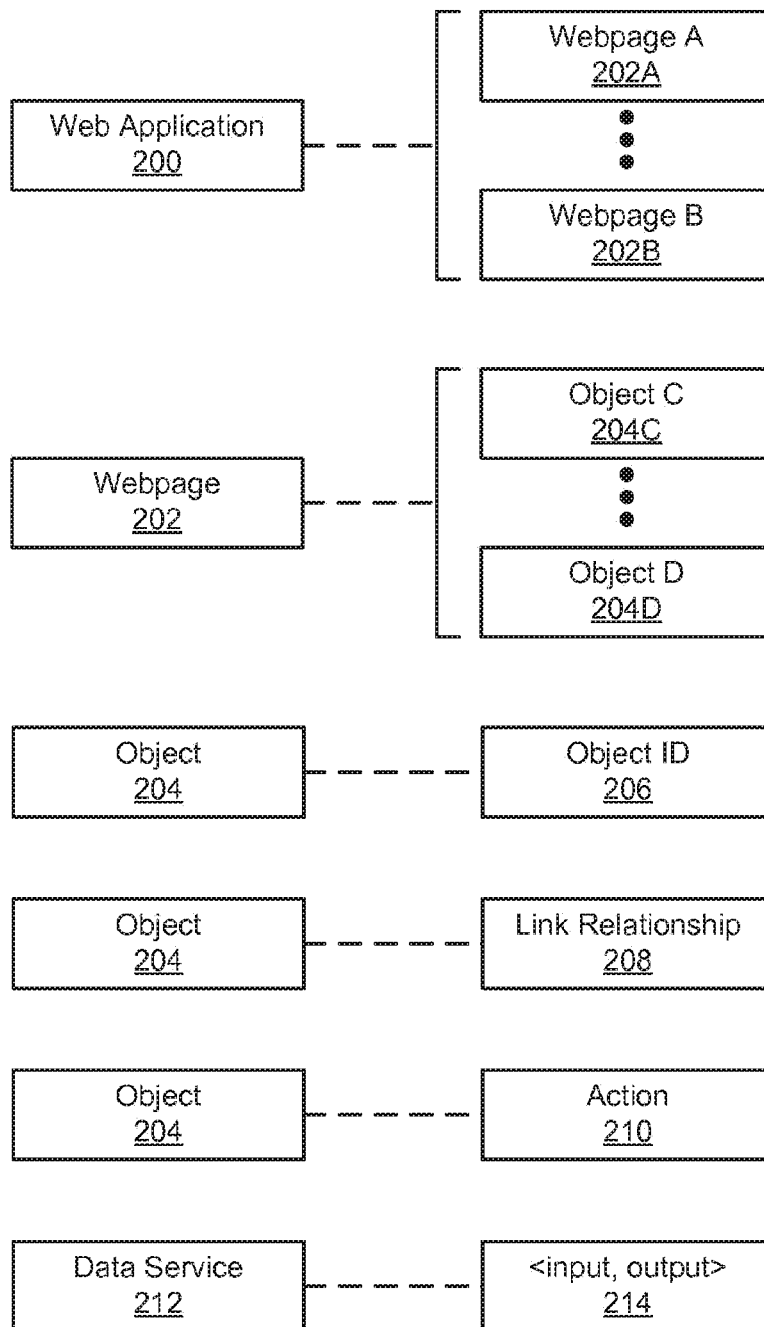 Webpage A
202A
Web Application
200
Webpage B
202B
Object C
204C
Webpage
202
Object D
204D
Object
204
Object ID
206
Object
204
Link Relationship
208
Object
204
Action
210
Data Service
212
<input, output>
214